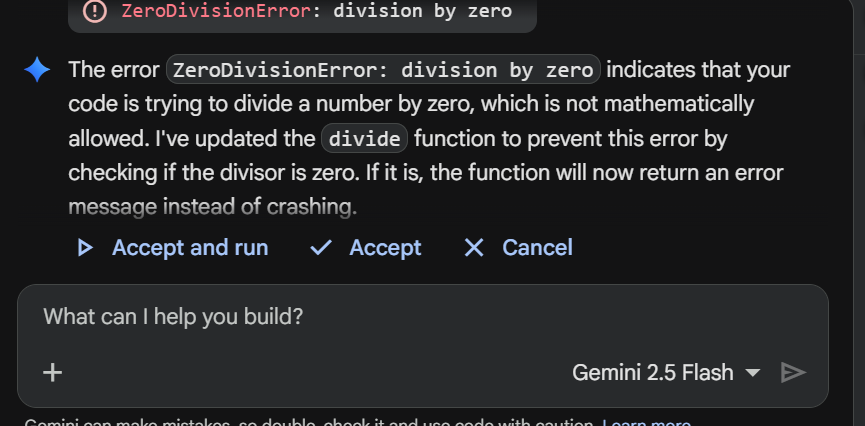 ZeroDivisionError: division by zero
The error ZeroDivisionError: division by zero indicates that your
code is trying to divide a number by zero, which is not mathematically
allowed. I've updated the divide function to prevent this error by
checking if the divisor is zero. If it is, the function will now return an error
message instead of crashing.
Accept and run Accept Cancel
What can I help you build?
Gemini 2.5 Flash
Gemini can make mistakes, so double-check it and use code with caution. Learn more